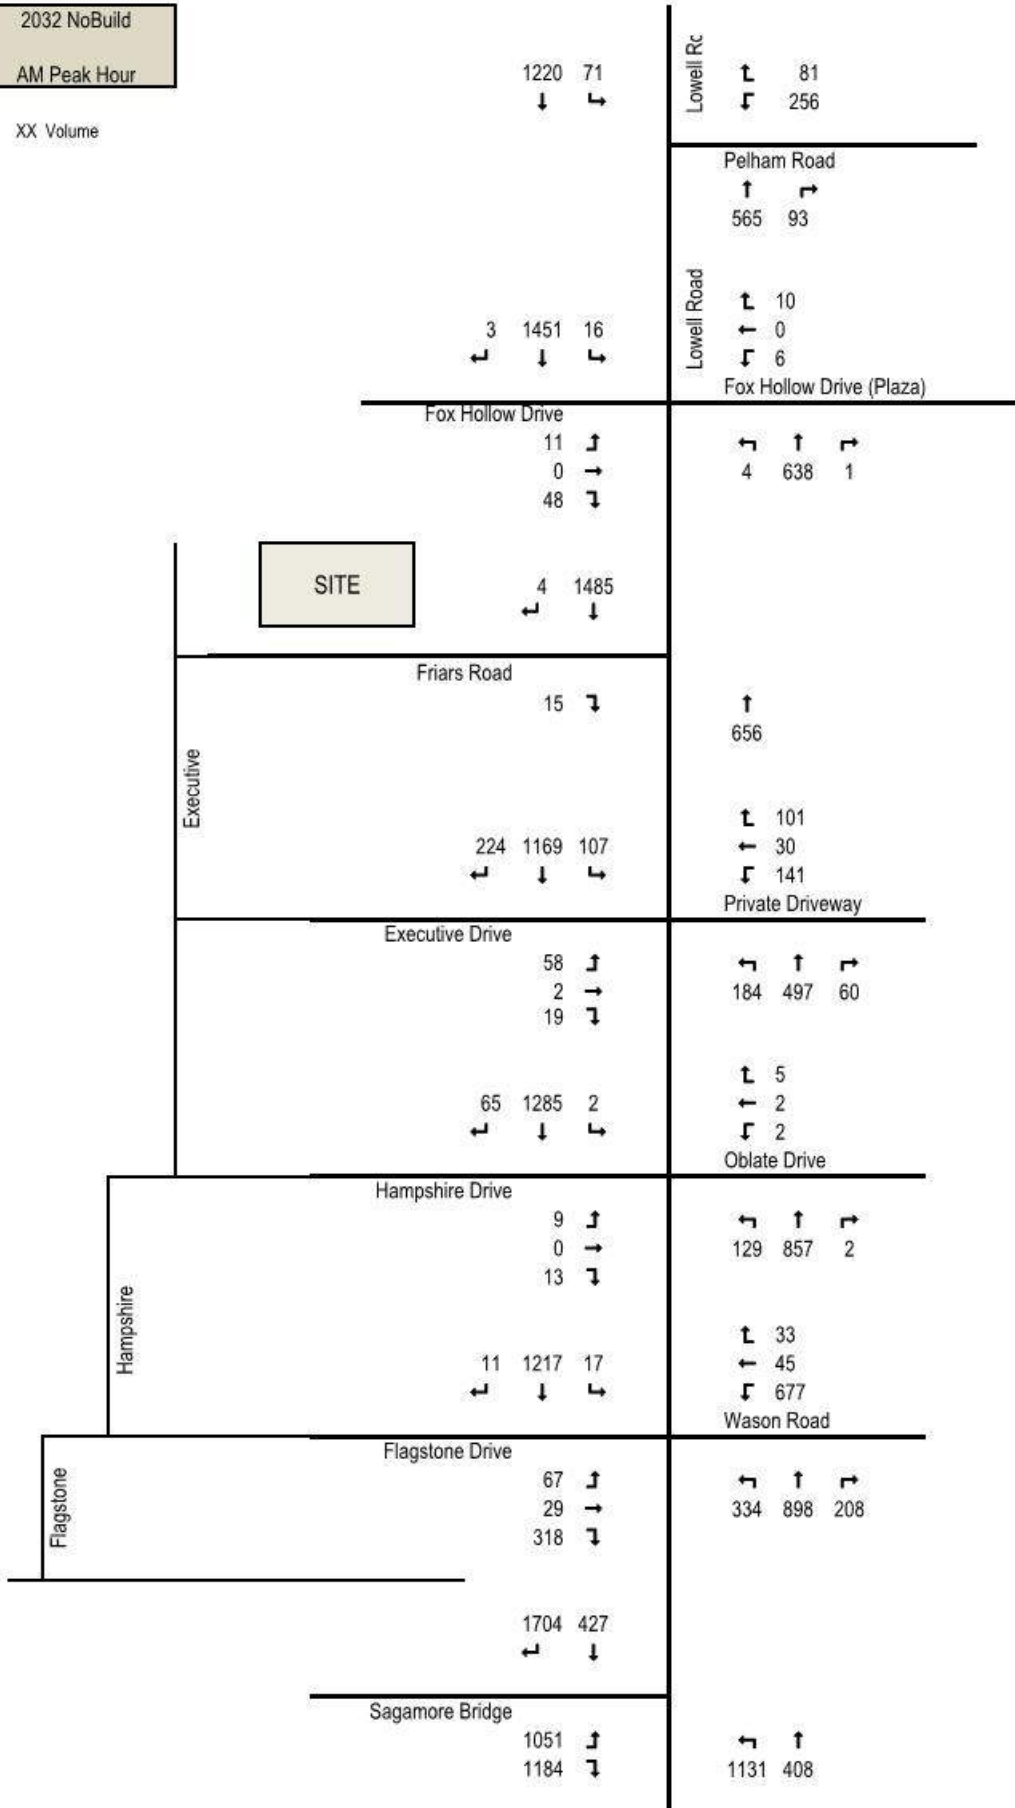 2032 NoBuild
AM Peak Hour
XX Volume
1220 71
Lowell Rc
81
256
Pelham Road
565 93
3 1451 16
Lowell Road
10
0
6
Fox Hollow Drive (Plaza)
Fox Hollow Drive
11
0
48
4 638 1
SITE
4 1485
Friars Road
15
656
Executive
224 1169 107
101
30
141
Private Driveway
Executive Drive
58
2
19
184 497 60
65 1285 2
5
2
2
Oblate Drive
Hampshire Drive
9
0
13
129 857 2
Hampshire
11 1217 17
33
45
677
Wason Road
Flagstone Drive
67
29
318
334 898 208
Flagstone
1704 427
Sagamore Bridge
1051
1184
1131 408